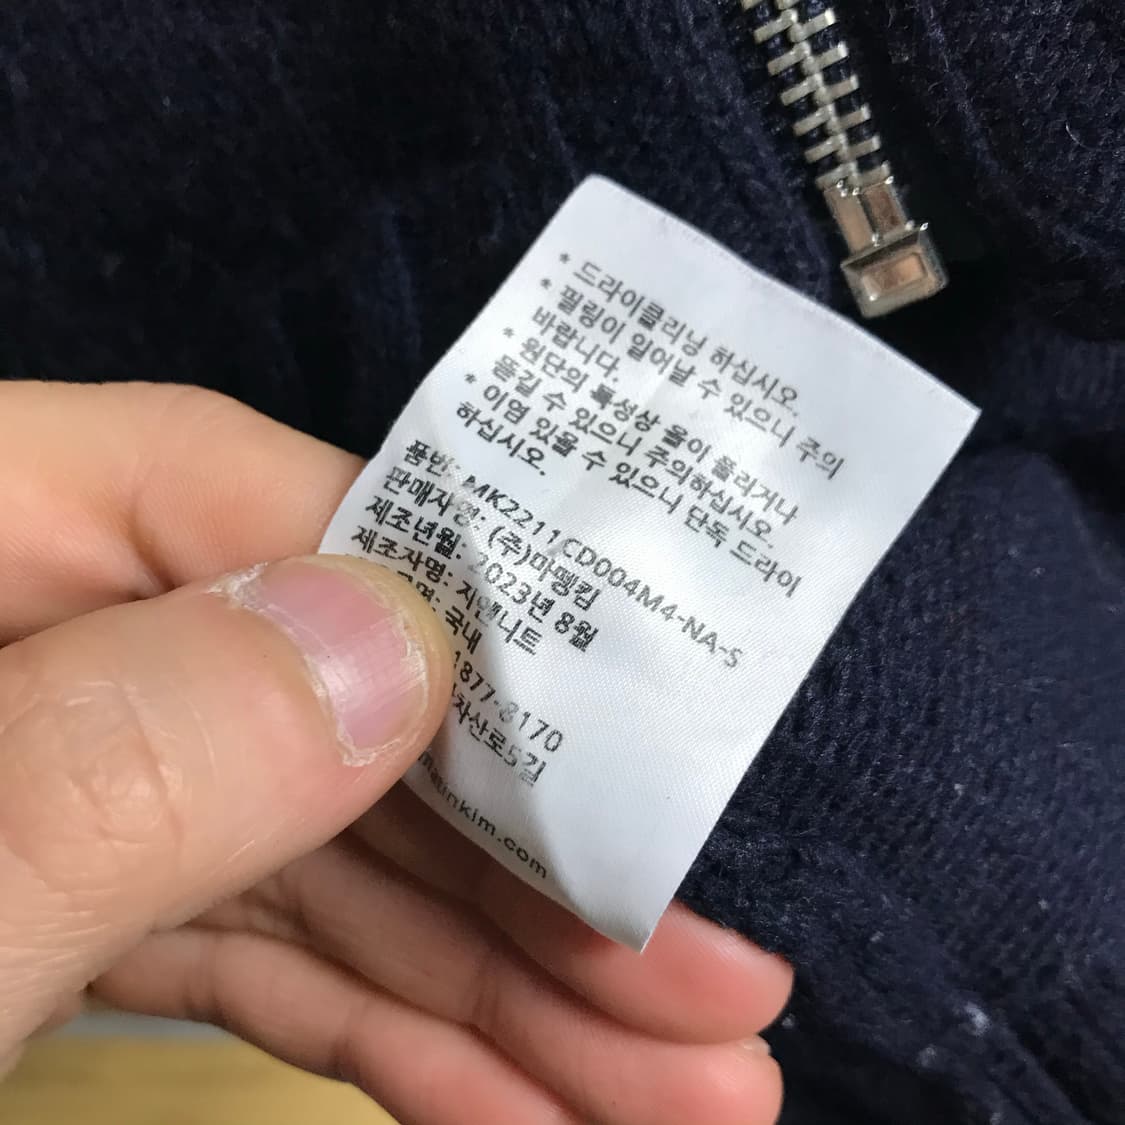 * 드라이클리닝 하십시오.
* 필링이 일어날 수 있으니 주의
바랍니다.
* 원단의 특성상 올이 풀리거나
뜯길 수 있으니 주의하십시오.
* 이염 있을 수 있으니 단독 드라이
하십시오.
품번: MK2211CD004M4-NA-S
판매자명: (주)마뗑킴
제조년월: 2023년 8월
제조자명: 지앤니트
국내
1877-8170
차산로5길
kim.com